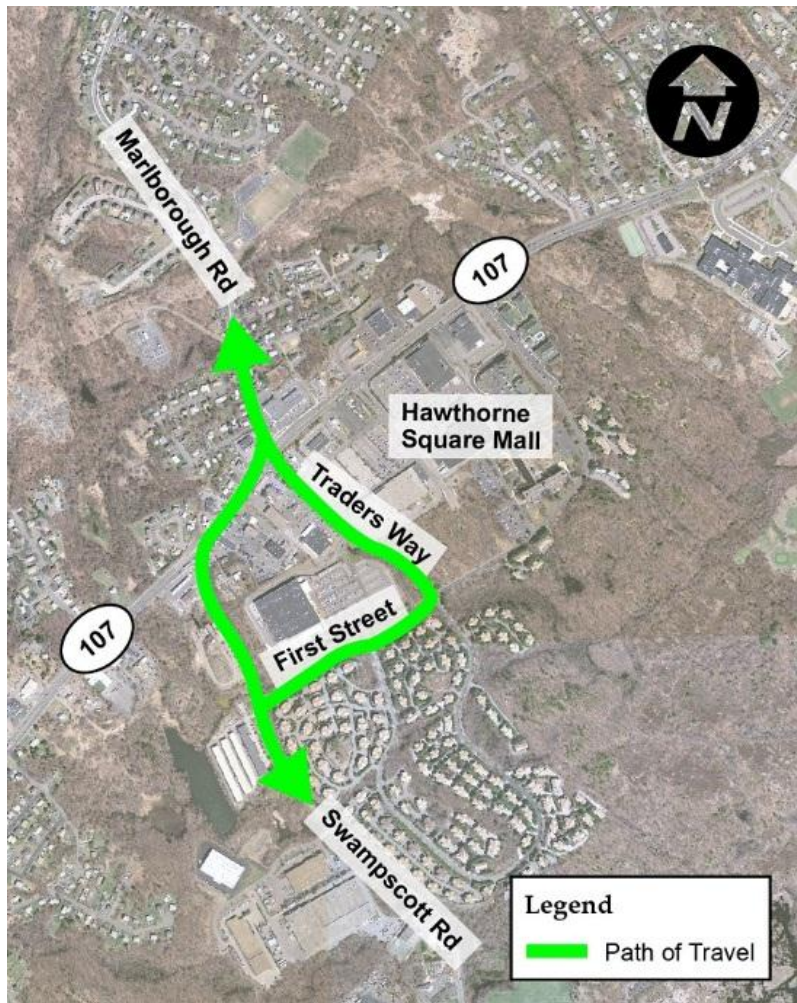 N
Marlborough Rd
107
Hawthorne
Square Mall
Traders Way
First Street
107
Swampscott Rd
Legend
Path of Travel